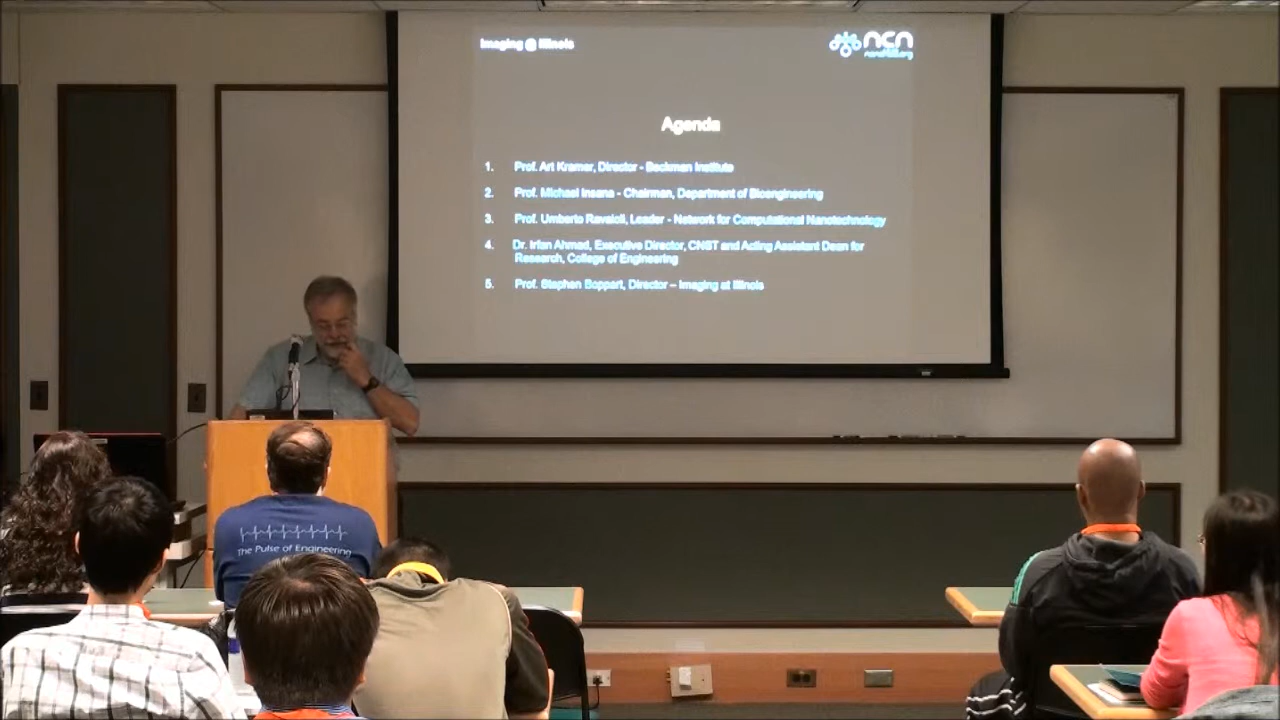 Imaging @ Illinois
ncn
nanohub.org
Agenda
1. Prof. Art Kramer, Director - Beckman Institute
2. Prof. Michael Insana - Chairman, Department of Bioengineering
3. Prof. Umberto Ravaioli, Leader - Network for Computational Nanotechnology
4. Dr. Irfan Ahmad, Executive Director, CNST and Acting Assistant Dean for
Research, College of Engineering
5. Prof. Stephen Boppart, Director – Imaging at Illinois
The Pulse of Engineering